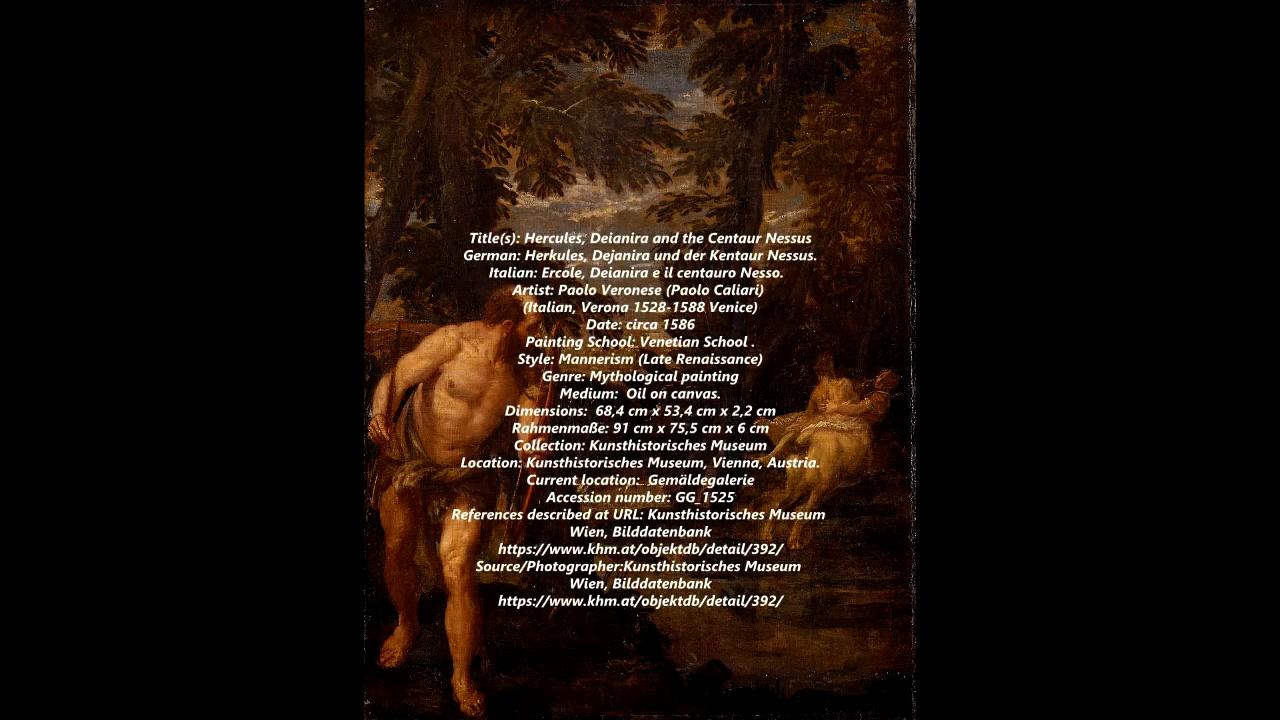 Title(s): Hercules, Deianira and the Centaur Nessus
German: Herkules, Dejanira und der Kentaur Nessus.
Italian: Ercole, Deianira e il centauro Nesso.
Artist: Paolo Veronese (Paolo Caliari)
(Italian, Verona 1528-1588 Venice)
Date: circa 1586
Painting School: Venetian School .
Style: Mannerism (Late Renaissance)
Genre: Mythological painting
Medium:  Oil on canvas.
Dimensions:  68,4 cm x 53,4 cm x 2,2 cm
Rahmenmaße: 91 cm x 75,5 cm x 6 cm
Collection: Kunsthistorisches Museum
Location: Kunsthistorisches Museum, Vienna, Austria.
Current location:  Gemäldegalerie
Accession number: GG_1525
References described at URL: Kunsthistorisches Museum
Wien, Bilddatenbank
https://www.khm.at/objektdb/detail/392/
Source/Photographer:Kunsthistorisches Museum
Wien, Bilddatenbank
https://www.khm.at/objektdb/detail/392/